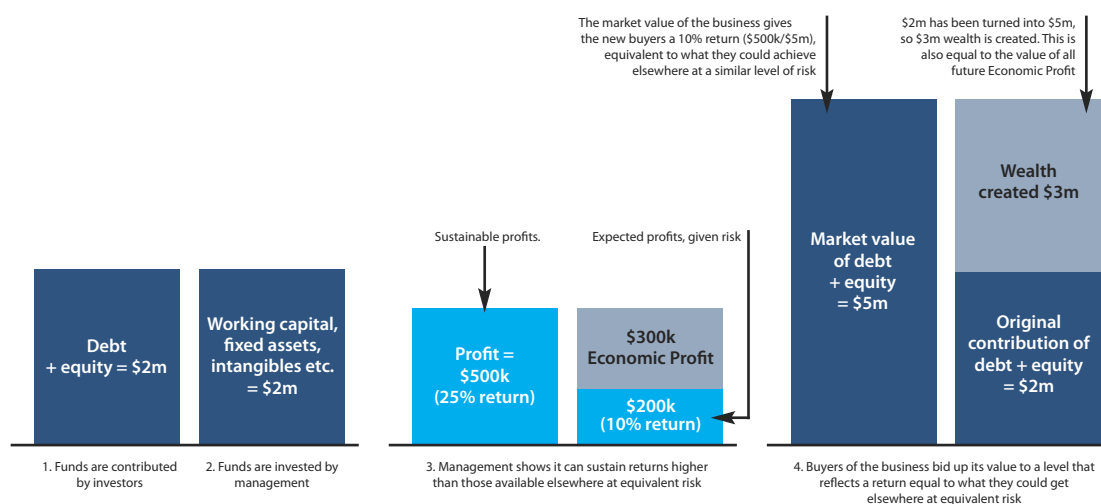 The market value of the business gives
the new buyers a 10% return ($500k/$5m),
equivalent to what they could achieve
elsewhere at a similar level of risk
$2m has been turned into $5m,
so $3m wealth is created. This is
also equal to the value of all
future Economic Profit
Sustainable profits.
Expected profits, given risk
Debt
+ equity = $2m
Working capital,
fixed assets,
intangibles etc.
= $2m
Profit =
$500k
(25% return)
$300k
Economic Profit
$200k
(10% return)
Market value
of debt
+ equity
= $5m
Wealth
created $3m
Original
contribution of
debt + equity
= $2m
1. Funds are contributed
by investors
2. Funds are invested by
management
3. Management shows it can sustain returns higher
than those available elsewhere at equivalent risk
4. Buyers of the business bid up its value to a level that
reflects a return equal to what they could get
elsewhere at equivalent risk